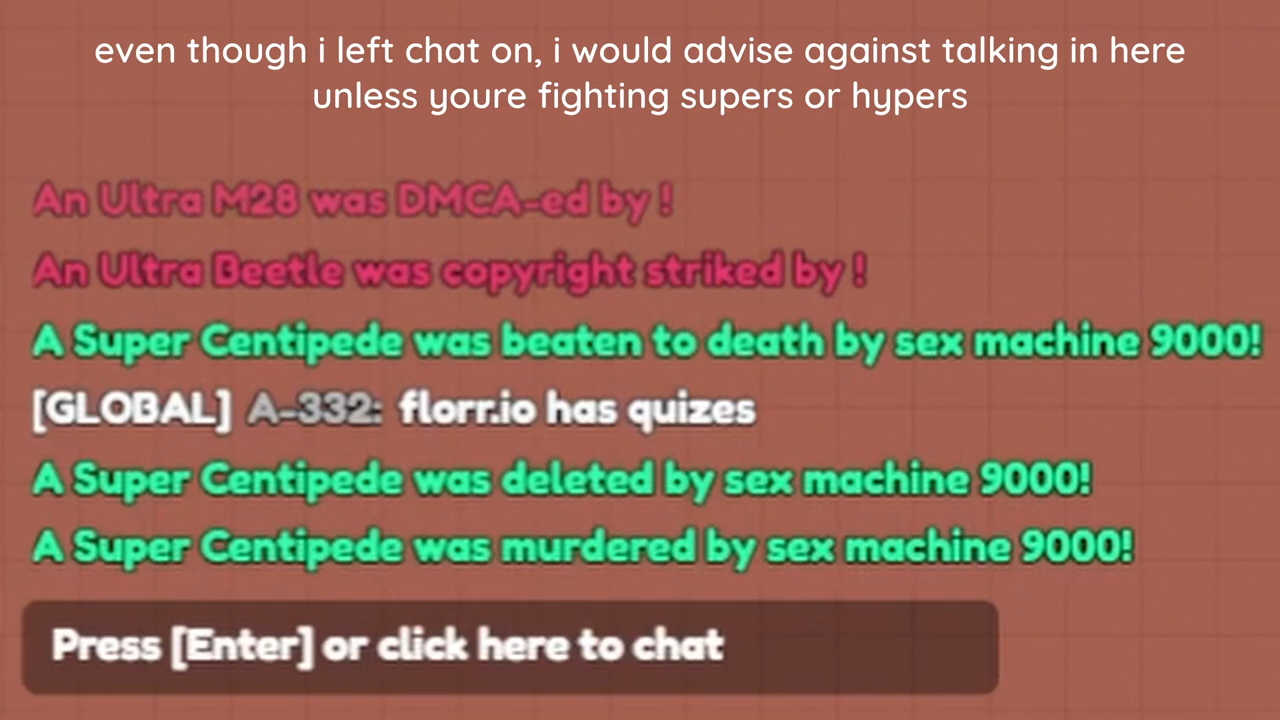 even though i left chat on, i would advise against talking in here
unless youre fighting supers or hypers
An Ultra M28 was DMCA-ed by !
An Ultra Beetle was copyright striked by !
A Super Centipede was beaten to death by sex machine 9000!
[GLOBAL] A-332: florr.io has quizes
A Super Centipede was deleted by sex machine 9000!
A Super Centipede was murdered by sex machine 9000!
Press [Enter] or click here to chat